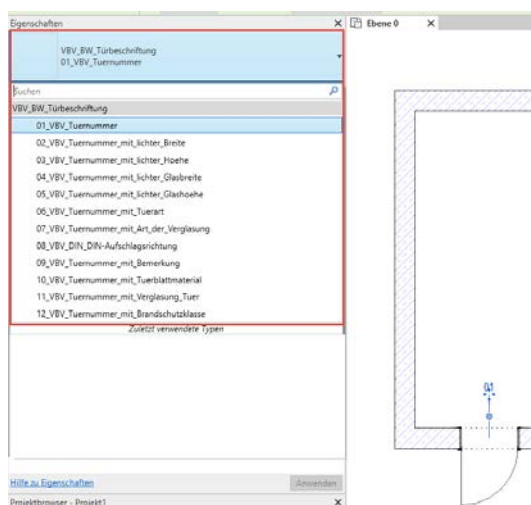 Eigenschaften
Ebene 0
VBV_BW_Türbeschriftung
01_VBV_Tuernummer
Suchen
VBV_BW_Türbeschriftung
01_VBV_Tuernummer
02_VBV_Tuernummer_mit_lichter_Breite
03_VBV_Tuernummer_mit_lichter_Hoehe
04_VBV_Tuernummer_mit_lichter_Glasbreite
05_VBV_Tuernummer_mit_lichter_Glashoehe
06_VBV_Tuernummer_mit_Tuerart
07_VBV_Tuernummer_mit_Art_der_Verglasung
08_VBV_DIN_DIN-Aufschlagsrichtung
09_VBV_Tuernummer_mit_Bemerkung
10_VBV_Tuernummer_mit_Tuerblattmaterial
11_VBV_Tuernummer_mit_Verglasung_Tuer
12_VBV_Tuernummer_mit_Brandschutzklasse
Zuletzt verwendete Typen
Hilfe zu Eigenschaften
Anwenden
Projektbrowser - Projekt1